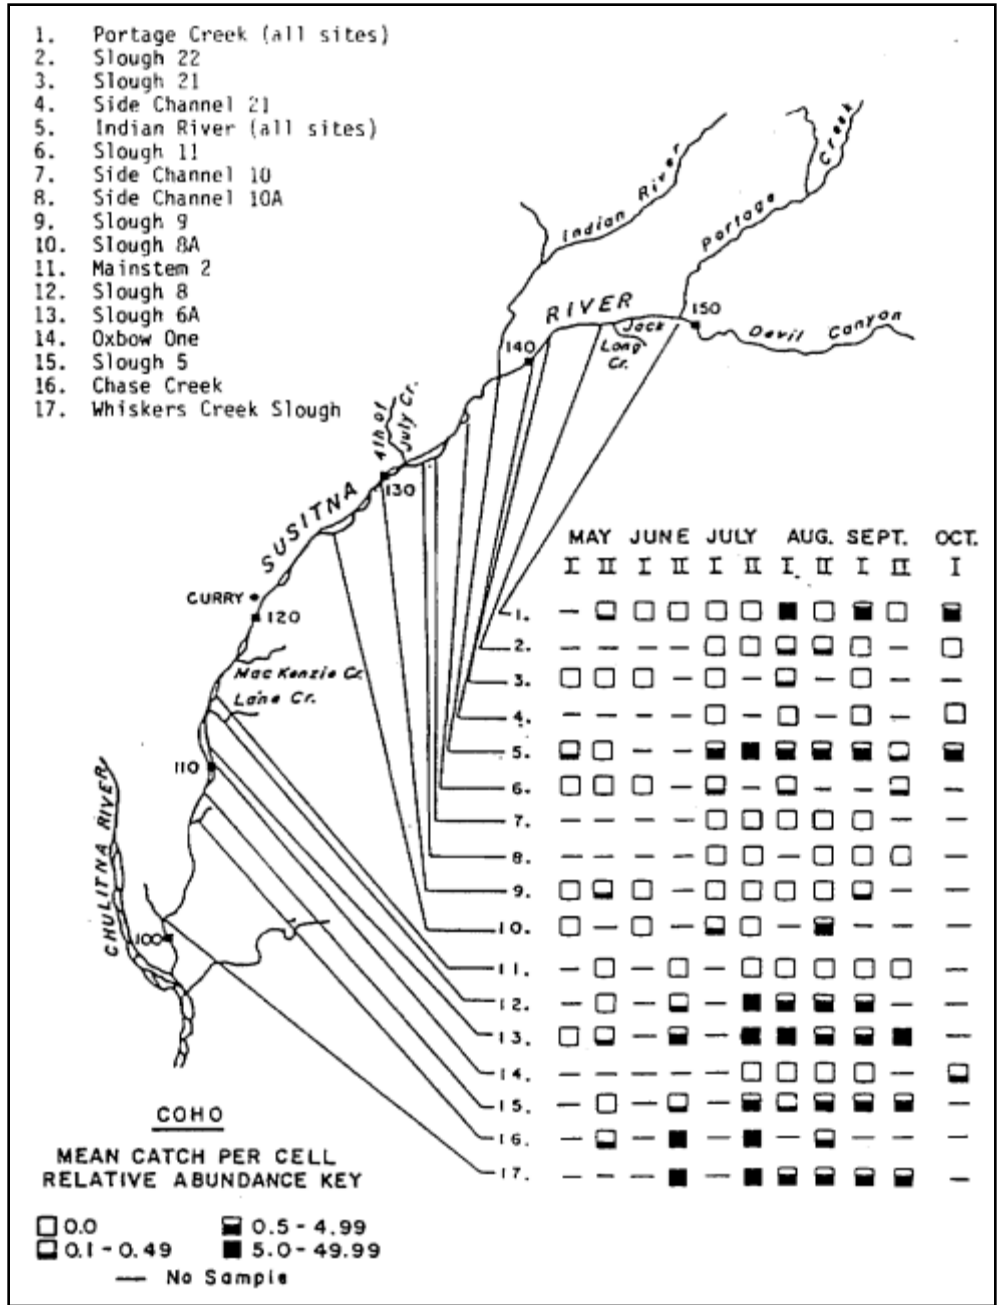 1. Portage Creek (all sites)
2. Slough 22
3. Slough 21
4. Side Channel 21
5. Indian River (all sites)
6. Slough 11
7. Side Channel 10
8. Side Channel 10A
9. Slough 9
10. Slough 8A
11. Mainstem 2
12. Slough 8
13. Slough 6A
14. Oxbow One
15. Slough 5
16. Chase Creek
17. Whiskers Creek Slough
Indian River
Portage Creek
RIVER
150
Jack
Long
Cr.
Devil Canyon
140
4th of
July Cr.
130
SUSITNA
CURRY
120
MacKenzie Cr.
Lane Cr.
110
CHULITNA RIVER
100
MAY JUNE JULY AUG. SEPT. OCT.
I II I II I II I II I II I
1.
2.
3.
4.
5.
6.
7.
8.
9.
10.
11.
12.
13.
14.
15.
16.
17.
COHO
MEAN CATCH PER CELL
RELATIVE ABUNDANCE KEY
0.0 0.5 - 4.99
0.1 - 0.49 5.0 - 49.99
— No Sample